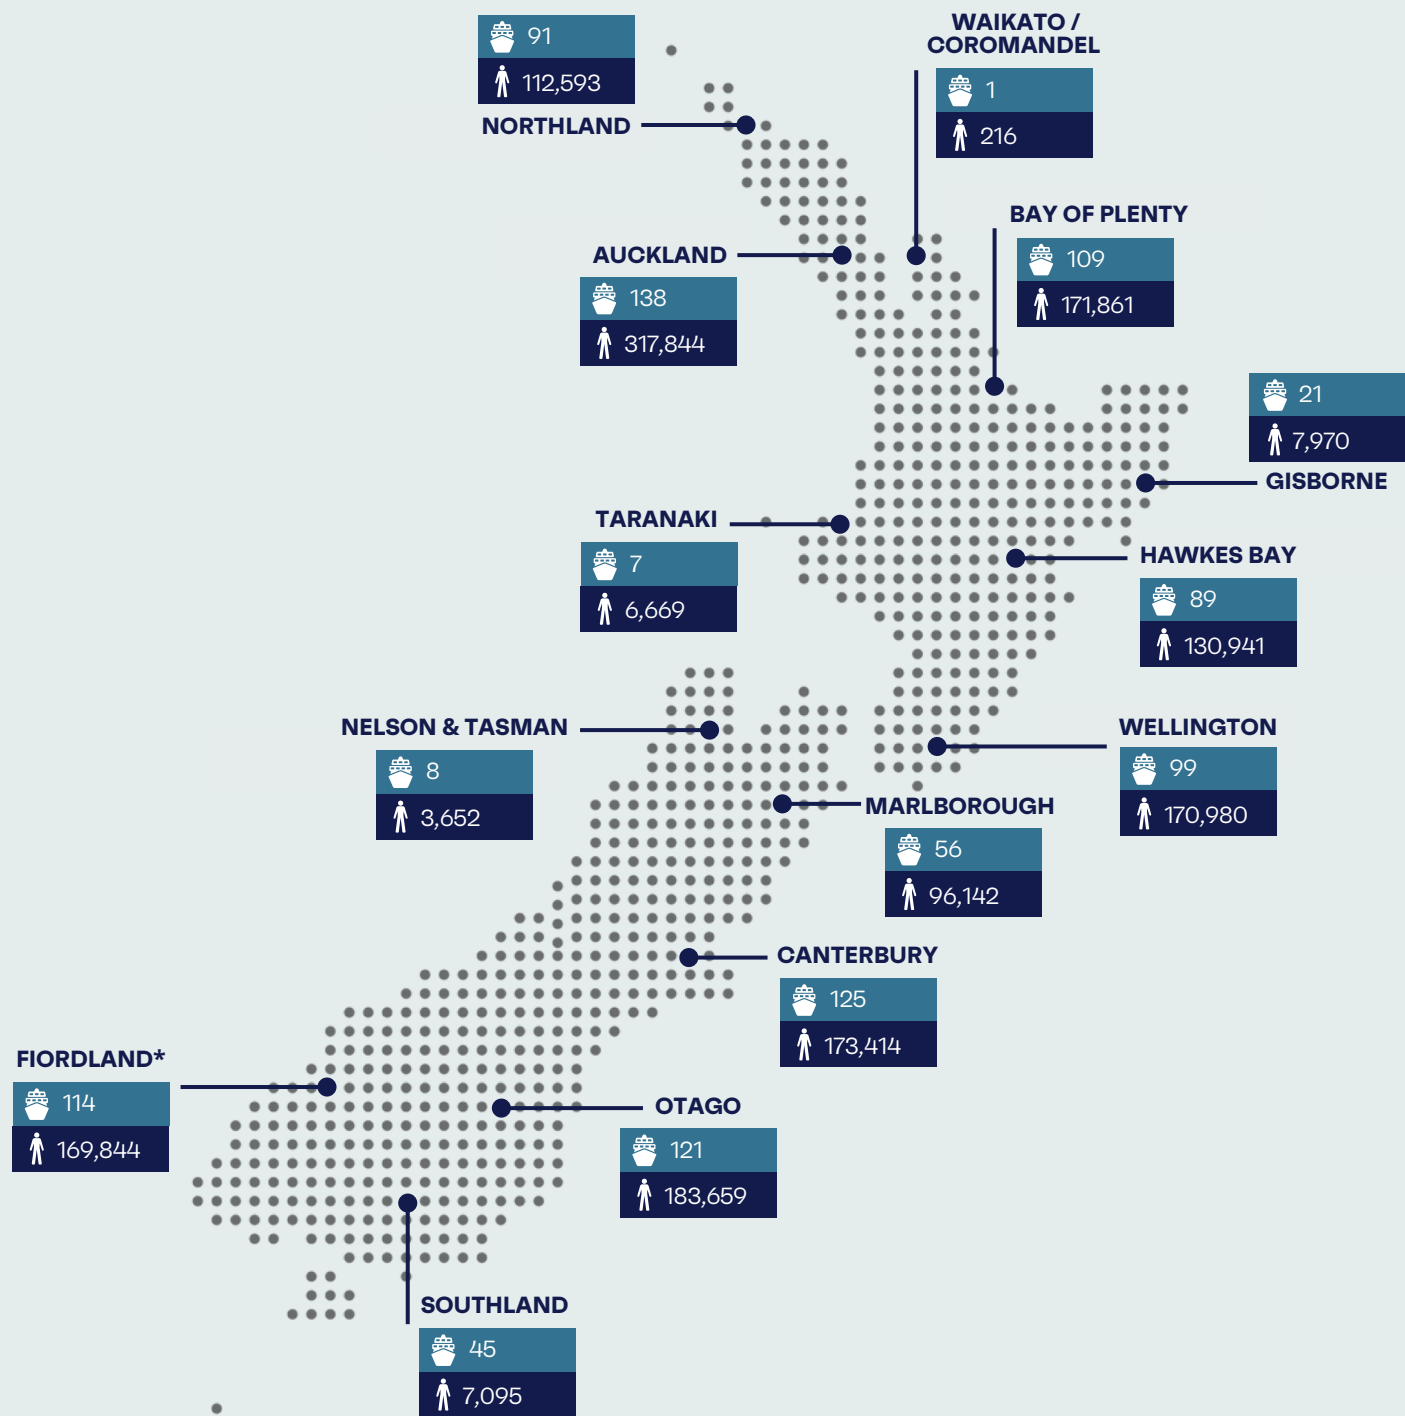 91
112,593
NORTHLAND
WAIKATO /
COROMANDEL
1
216
BAY OF PLENTY
109
171,861
AUCKLAND
138
317,844
21
7,970
GISBORNE
TARANAKI
7
6,669
HAWKES BAY
89
130,941
NELSON & TASMAN
8
3,652
WELLINGTON
99
170,980
MARLBOROUGH
56
96,142
CANTERBURY
125
173,414
FIORDLAND*
114
169,844
OTAGO
121
183,659
SOUTHLAND
45
7,095